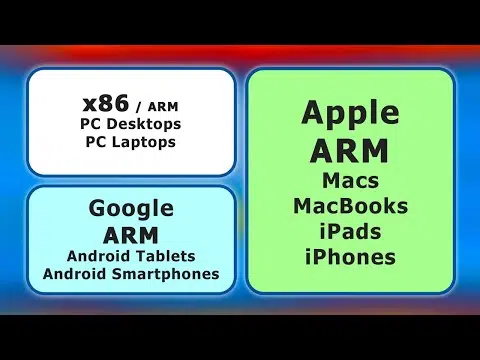 x86 / ARM
PC Desktops
PC Laptops
Google
ARM
Android Tablets
Android Smartphones
Apple
ARM
Macs
MacBooks
iPads
iPhones